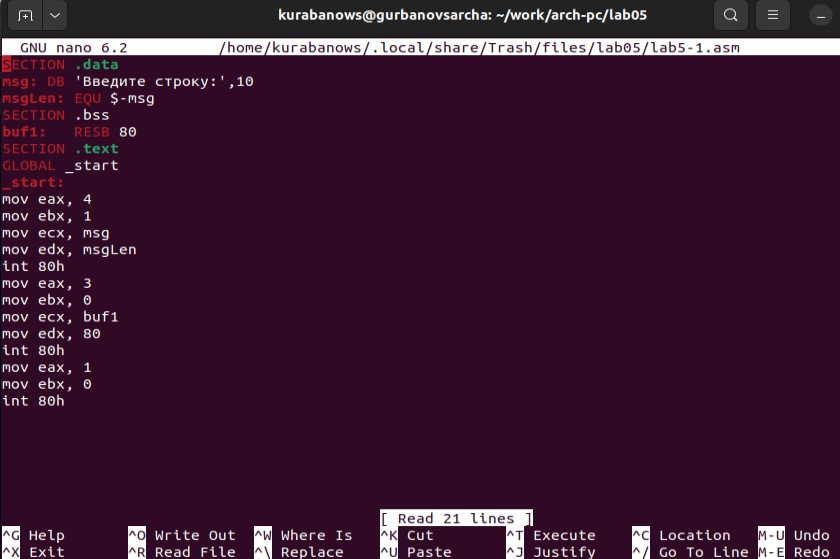 kurabanows@gurbanovsarcha: ~/work/arch-pc/lab05
GNU nano 6.2 /home/kurabanows/.local/share/Trash/files/lab05/lab5-1.asm
SECTION .data
msg: DB 'Введите строку:',10
msgLen: EQU $-msg
SECTION .bss
buf1: RESB 80
SECTION .text
GLOBAL _start
_start:
mov eax, 4
mov ebx, 1
mov ecx, msg
mov edx, msgLen
int 80h
mov eax, 3
mov ebx, 0
mov ecx, buf1
mov edx, 80
int 80h
mov eax, 1
mov ebx, 0
int 80h
[ Read 21 lines ]
^G Help ^O Write Out ^W Where Is ^K Cut ^T Execute ^C Location M-U Undo
^X Exit ^R Read File ^\ Replace ^U Paste ^J Justify ^/ Go To Line M-E Redo